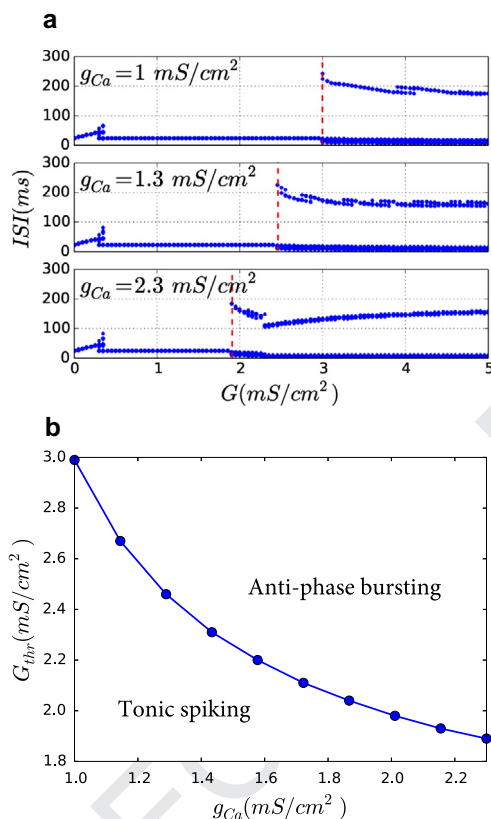 a
g_Ca = 1 mS/cm²
300
200
100
0
g_Ca = 1.3 mS/cm²
300
200
100
0
g_Ca = 2.3 mS/cm²
300
200
100
0
ISI(ms)
0 1 2 3 4 5
G(mS/cm²)
b
3.0
2.8
2.6
2.4
2.2
2.0
1.8
G_thr(mS/cm²)
Anti-phase bursting
Tonic spiking
1.0 1.2 1.4 1.6 1.8 2.0 2.2
g_Ca(mS/cm²)